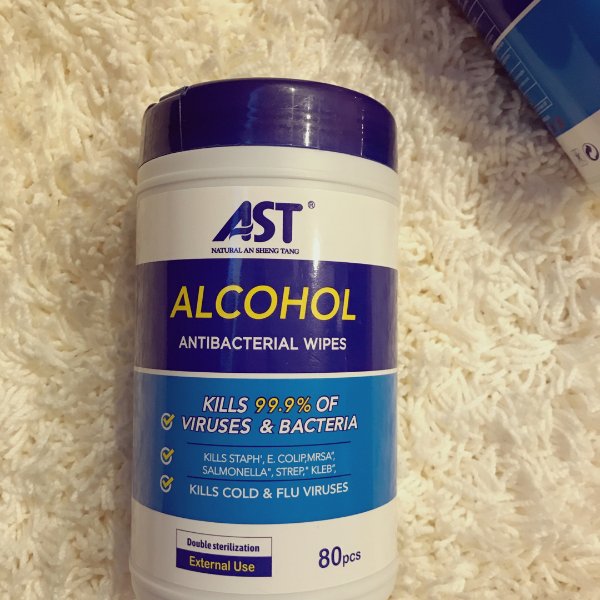 AST®
NATURAL AN SHENG TANG
ALCOHOL
ANTIBACTERIAL WIPES
KILLS 99.9% OF
VIRUSES & BACTERIA
KILLS STAPH*, E. COLIP,MRSA",
SALMONELLA", STREP," KLEB",
KILLS COLD & FLU VIRUSES
Double sterilization
External Use
80pcs